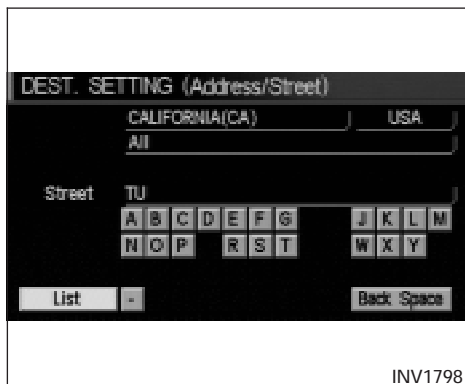 DEST. SETTING (Address/Street)
CALIFORNIA(CA) USA
All
Street TU
A B C D E F G J K L M
N O P R S T W X Y
List - Back Space
INV1798